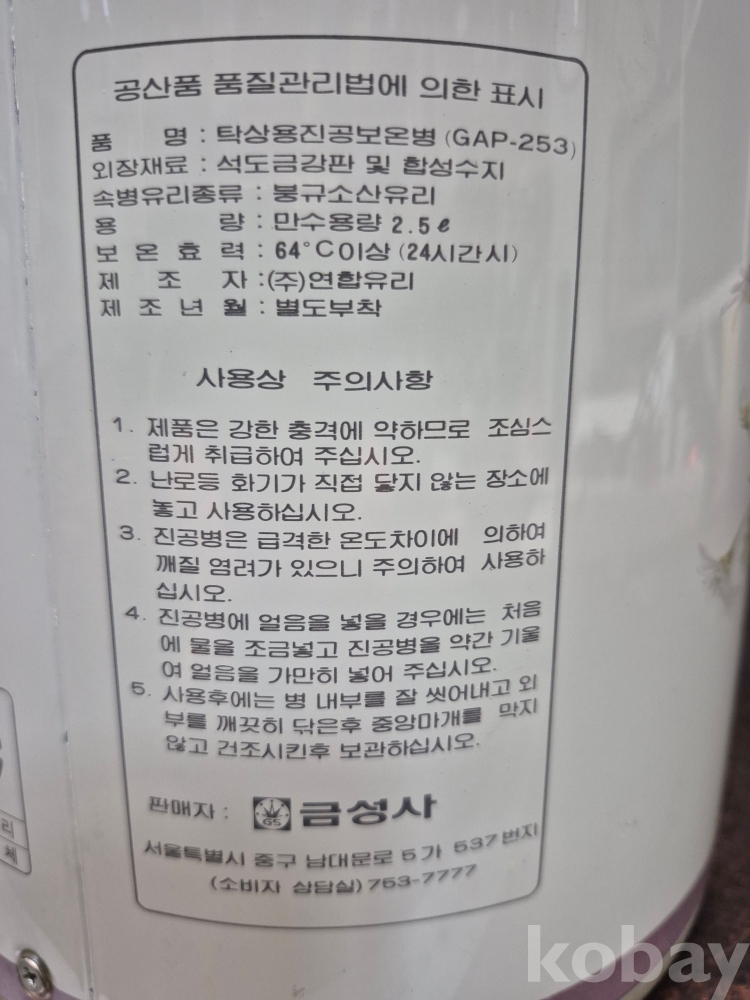 공산품 품질관리법에 의한 표시
품 명 : 탁상용진공보온병 (GAP-253)
외장재료 : 석도금강판 및 합성수지
속병유리종류 : 붕규소산유리
용 량 : 만수용량 2.5ℓ
보 온 효 력 : 64°C이상 (24시간시)
제 조 자 : (주)연합유리
제 조 년 월 : 별도부착
사용상 주의사항
1. 제품은 강한 충격에 약하므로 조심스
럽게 취급하여 주십시오.
2. 난로등 화기가 직접 닿지 않는 장소에
놓고 사용하십시오.
3. 진공병은 급격한 온도차이에 의하여
깨질 염려가 있으니 주의하여 사용하
십시오.
4. 진공병에 얼음을 넣을 경우에는 처음
에 물을 조금넣고 진공병을 약간 기울
여 얼음을 가만히 넣어 주십시오.
5. 사용후에는 병 내부를 잘 씻어내고 외
부를 깨끗히 닦은후 중앙마개를 막지
않고 건조시킨후 보관하십시오.
판매자 : GS 금성사
서울특별시 중구 남대문로 5가 537번지
(소비자 상담실) 753-7777
리
체
kobay